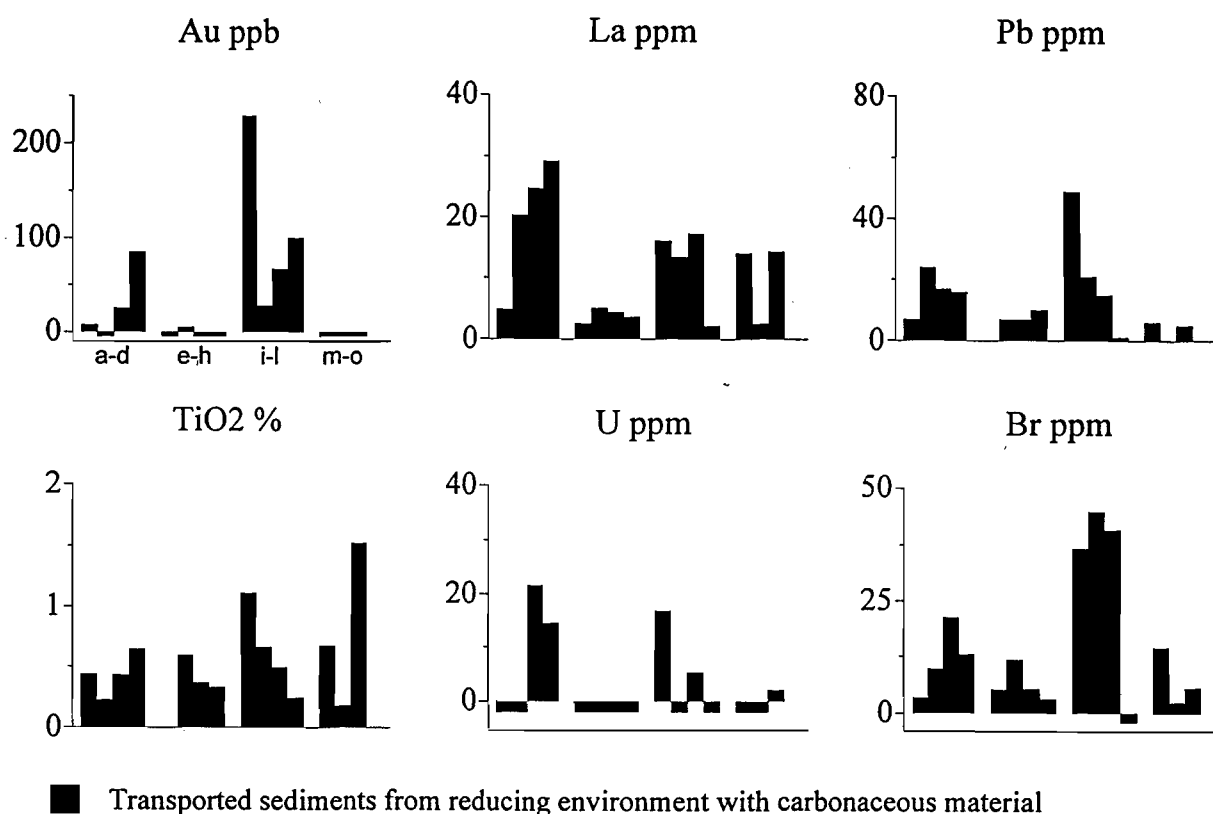 Au ppb
La ppm
Pb ppm
200
100
0
a-d e-h i-l m-o
40
20
0
80
40
0
TiO2 %
U ppm
Br ppm
2
1
0
40
20
0
50
25
0
Transported sediments from reducing environment with carbonaceous material